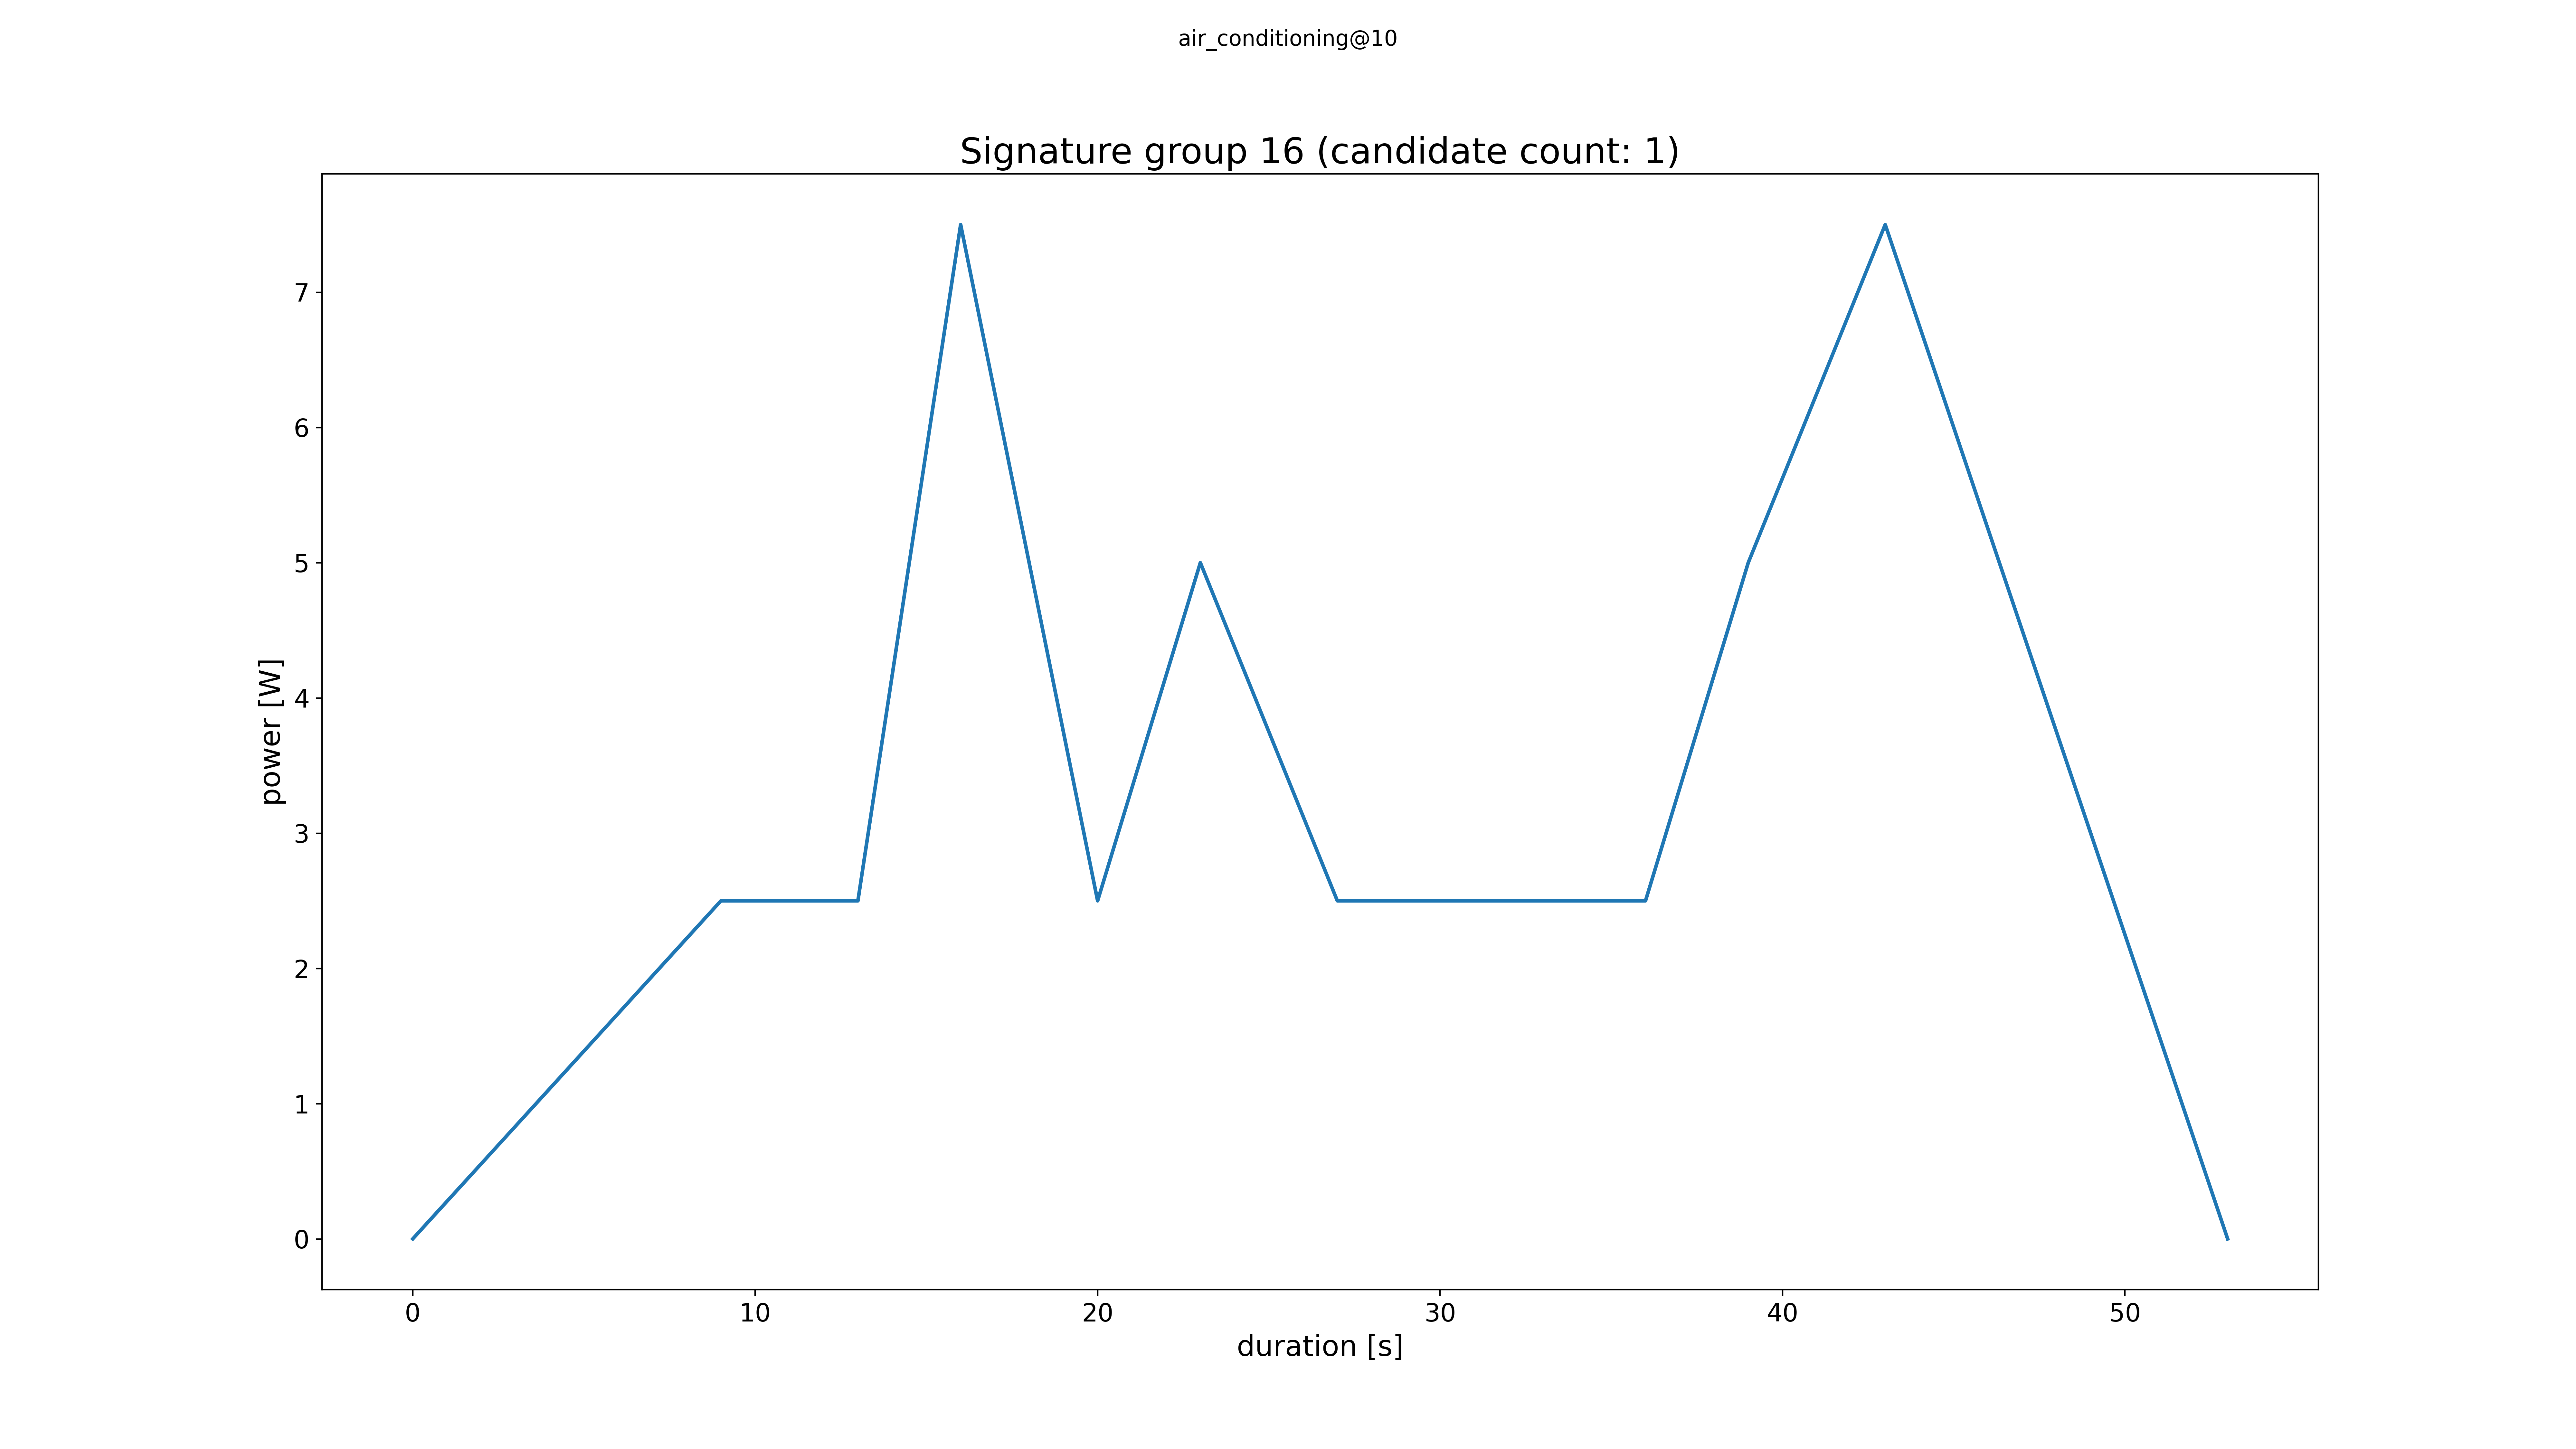 air_conditioning@10
Signature group 16 (candidate count: 1)
7
6
5
4
3
2
1
0
power [W]
0 10 20 30 40 50
duration [s]